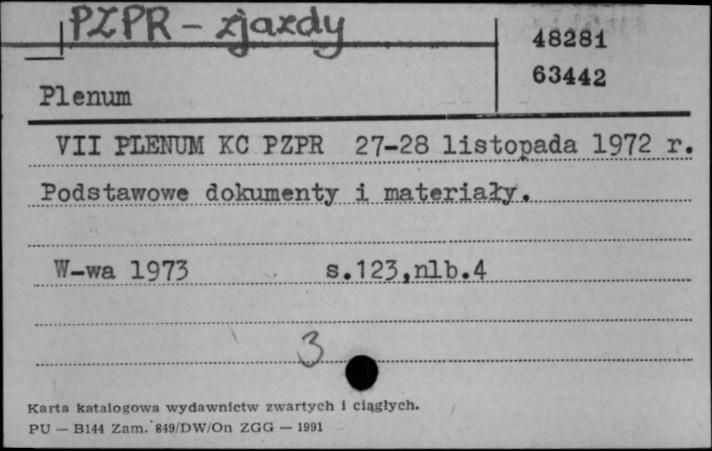 PZPR - zjazdy
48281
63442
Plenum
VII PLENUM KC PZPR 27-28 listopada 1972 r.
Podstawowe dokumenty i materiały.
W-wa 1973 s.123,nlb.4
3
Karta katalogowa wydawnictw zwartych i ciągłych.
PU — B144 Zam. 849/DW/On ZGG — 1991